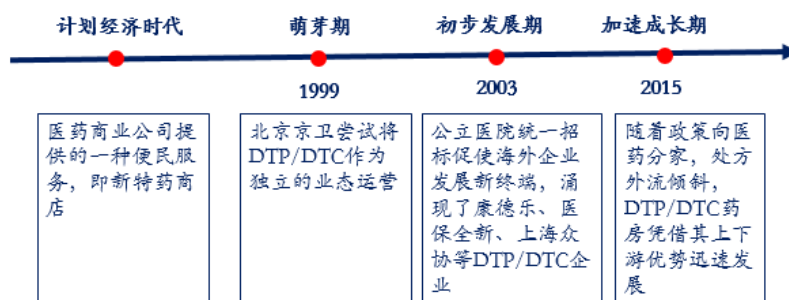 计划经济时代
萌芽期
初步发展期
加速成长期
1999
2003
2015
医药商业公司提
供的一种便民服
务，即新特药商
店
北京京卫尝试将
DTP/DTC作为
独立的业态运营
公立医院统一招
标促使海外企业
发展新终端，涌
现了康德乐、医
保全新、上海众
协等DTP/DTC企
业
随着政策向医
药分家，处方
外流倾斜，
DTP/DTC药
房凭借其上下
游优势迅速发
展